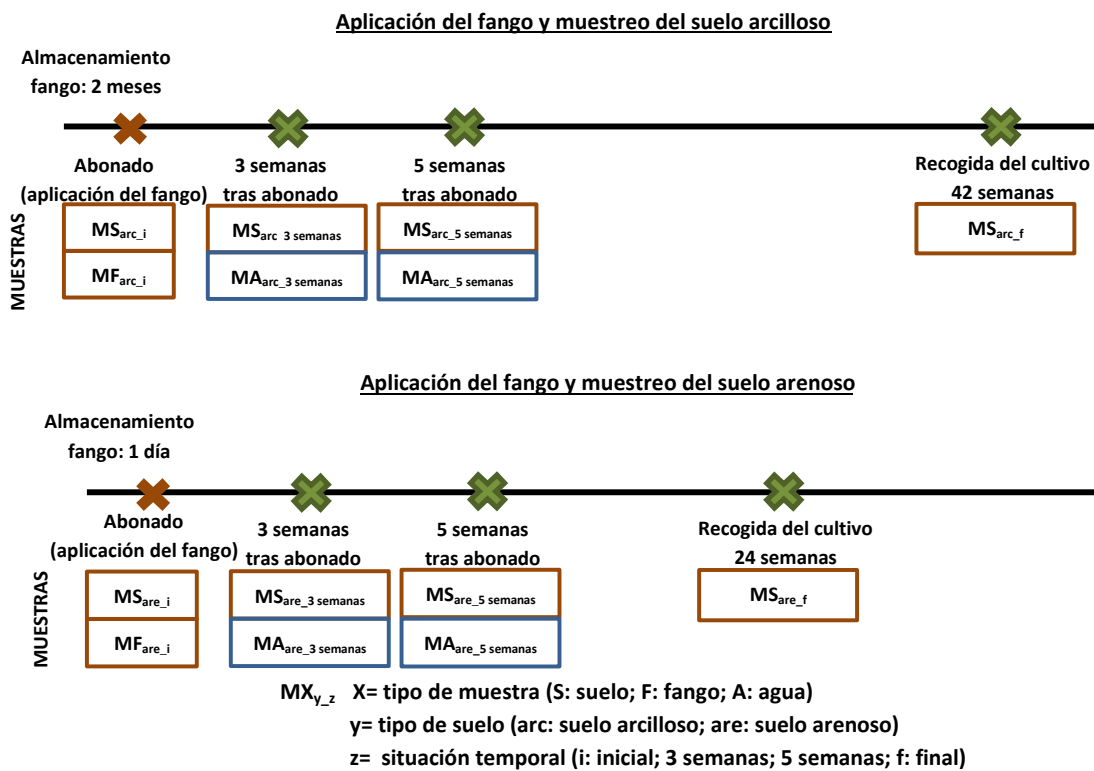 Aplicación del fango y muestreo del suelo arcilloso
Almacenamiento
fango: 2 meses
Abonado
(aplicación del fango)
3 semanas
tras abonado
5 semanas
tras abonado
Recogida del cultivo
42 semanas
MUESTRAS
MSarc_i
MSarc_3 semanas
MSarc_5 semanas
MSarc_f
MFarc_i
MAarc_3 semanas
MAarc_5 semanas
Aplicación del fango y muestreo del suelo arenoso
Almacenamiento
fango: 1 día
Abonado
(aplicación del fango)
3 semanas
tras abonado
5 semanas
tras abonado
Recogida del cultivo
24 semanas
MUESTRAS
MSare_i
MSare_3 semanas
MSare_5 semanas
MSare_f
MFare_i
MAare_3 semanas
MAare_5 semanas
MXy_z X= tipo de muestra (S: suelo; F: fango; A: agua)
y= tipo de suelo (arc: suelo arcilloso; are: suelo arenoso)
z= situación temporal (i: inicial; 3 semanas; 5 semanas; f: final)